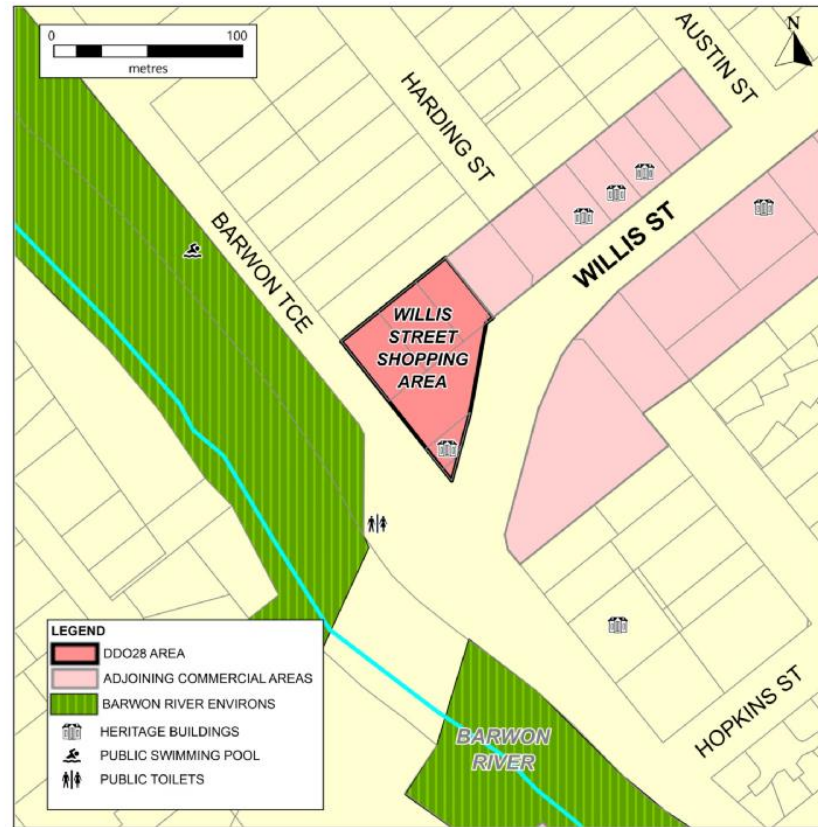 0
100
metres
N
AUSTIN ST
HARDING ST
WILLIS ST
BARWON TCE
WILLIS
STREET
SHOPPING
AREA
LEGEND
DDO28 AREA
ADJOINING COMMERCIAL AREAS
BARWON RIVER ENVIRONS
HERITAGE BUILDINGS
PUBLIC SWIMMING POOL
PUBLIC TOILETS
BARWON
RIVER
HOPKINS ST